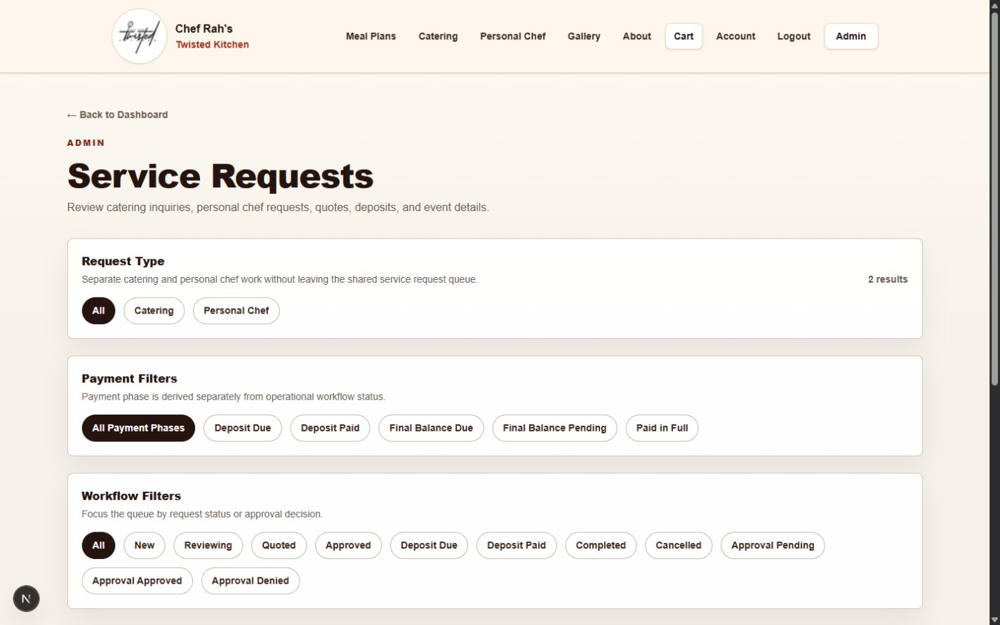 twisted
Chef Rah's
Twisted Kitchen
Meal Plans
Catering
Personal Chef
Gallery
About
Cart
Account
Logout
Admin
← Back to Dashboard
ADMIN
Service Requests
Review catering inquiries, personal chef requests, quotes, deposits, and event details.
Request Type
Separate catering and personal chef work without leaving the shared service request queue.
2 results
All
Catering
Personal Chef
Payment Filters
Payment phase is derived separately from operational workflow status.
All Payment Phases
Deposit Due
Deposit Paid
Final Balance Due
Final Balance Pending
Paid in Full
Workflow Filters
Focus the queue by request status or approval decision.
All
New
Reviewing
Quoted
Approved
Deposit Due
Deposit Paid
Completed
Cancelled
Approval Pending
Approval Approved
Approval Denied
N